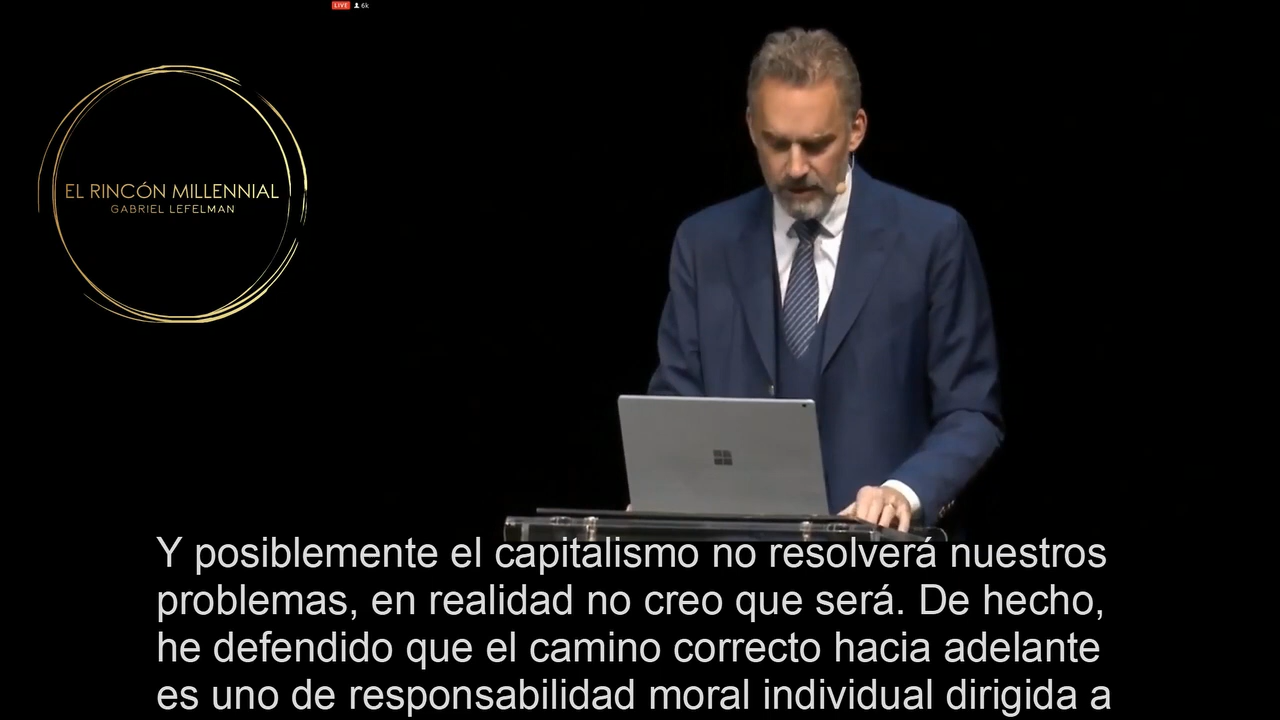 LIVE 6k
EL RINCÓN MILLENNIAL
GABRIEL LEFELMAN
Y posiblemente el capitalismo no resolverá nuestros
problemas, en realidad no creo que será. De hecho,
he defendido que el camino correcto hacia adelante
es uno de responsabilidad moral individual dirigida a